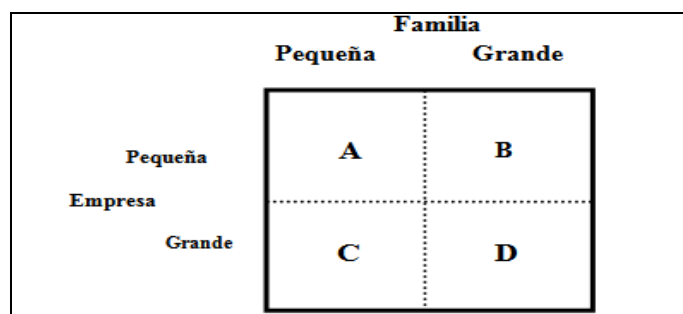 Familia
Pequeña Grande
Pequeña A B
Empresa
Grande C D